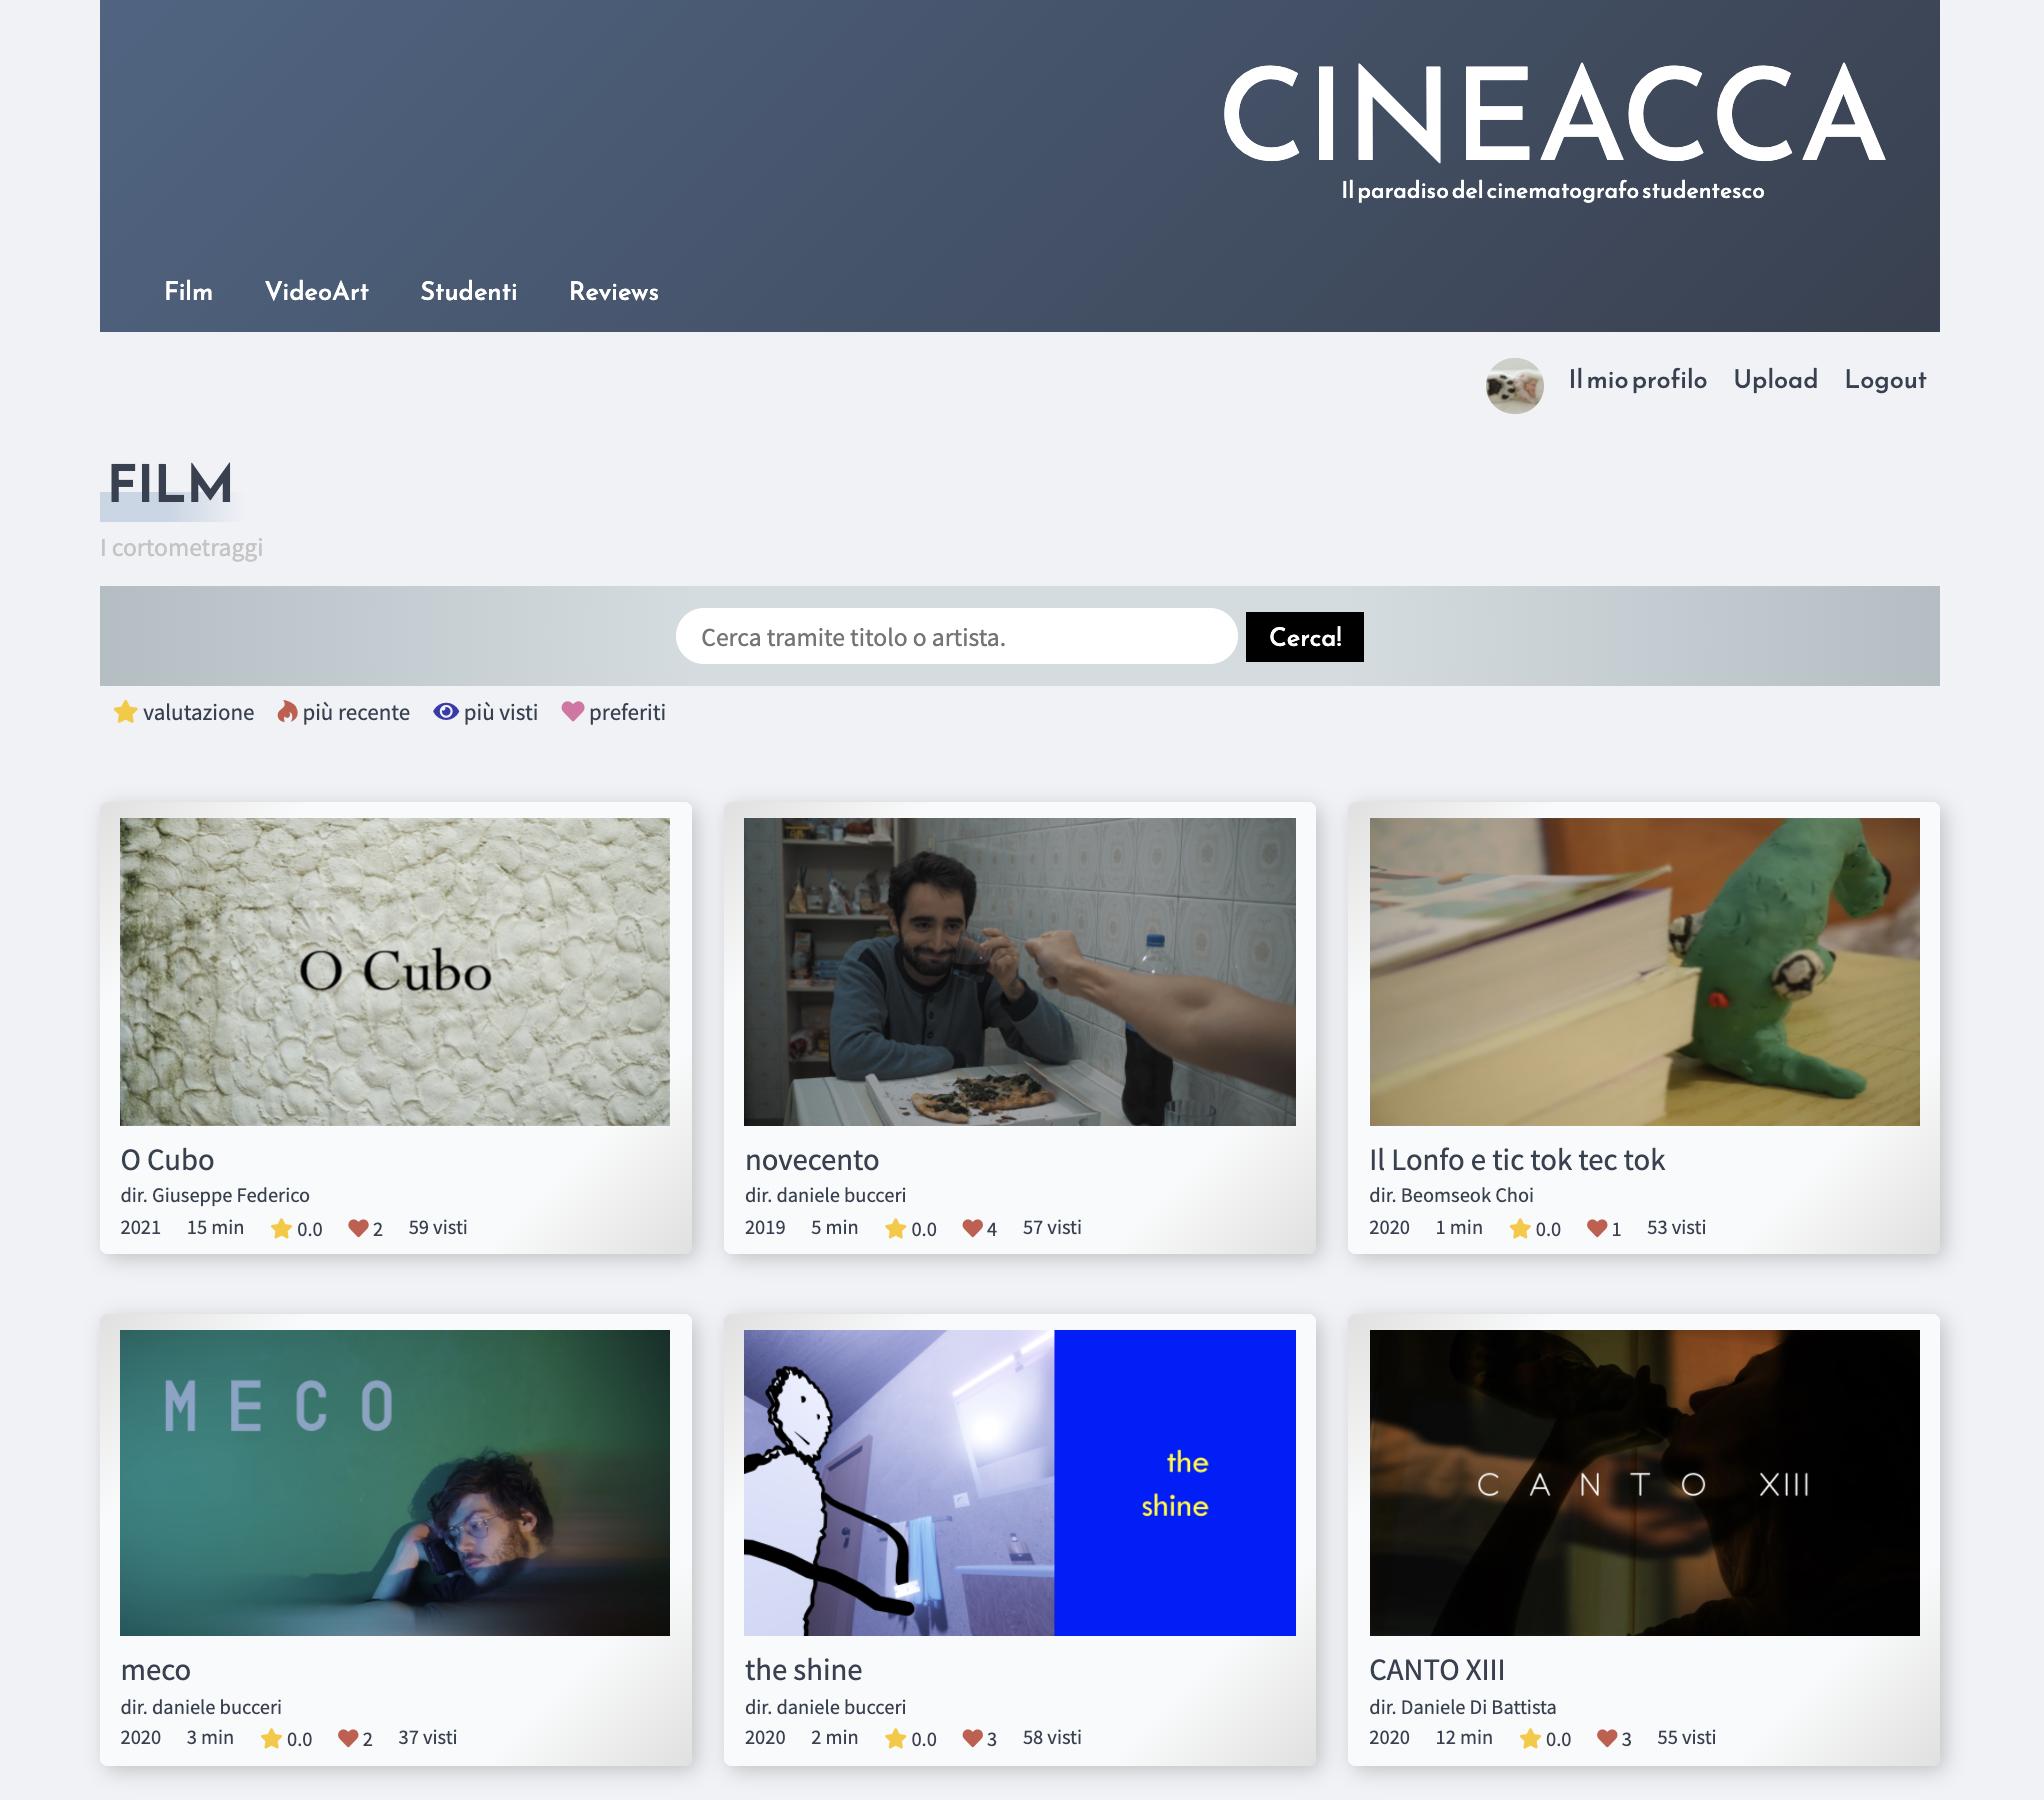 CINEACCA
Il paradiso del cinematografo studentesco
Film VideoArt Studenti Reviews
Il mio profilo Upload Logout
FILM
I cortometraggi
Cerca tramite titolo o artista. Cerca!
valutazione più recente più visti preferiti
O Cubo
O Cubo
dir. Giuseppe Federico
2021 15 min 0.0 2 59 visti
novecento
dir. daniele bucceri
2019 5 min 0.0 4 57 visti
Il Lonfo e tic tok tec tok
dir. Beomseok Choi
2020 1 min 0.0 1 53 visti
MECO
meco
dir. daniele bucceri
2020 3 min 0.0 2 37 visti
the
shine
the shine
dir. daniele bucceri
2020 2 min 0.0 3 58 visti
CANTO XIII
CANTO XIII
dir. Daniele Di Battista
2020 12 min 0.0 3 55 visti